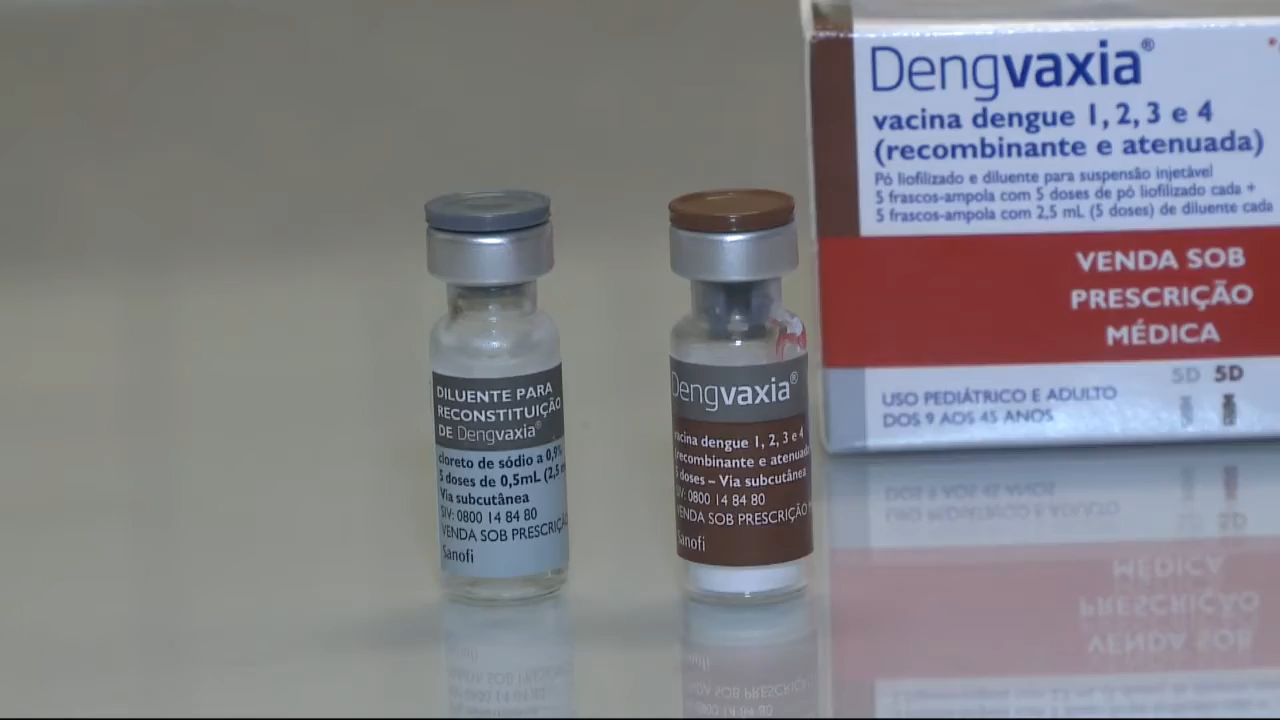 Dengvaxia®
vacina dengue 1, 2, 3 e 4
(recombinante e atenuada)
Pó liofilizado e diluente para suspensão injetável
5 frascos-ampola com 5 doses de pó liofilizado cada +
5 frascos-ampola com 2,5 mL (5 doses) de diluente cada
VENDA SOB
PRESCRIÇÃO
MÉDICA
5D 5D
USO PEDIÁTRICO E ADULTO
DOS 9 AOS 45 ANOS
DILUENTE PARA
RECONSTITUIÇÃO
DE Dengvaxia®
cloreto de sódio a 0,9%
5 doses de 0,5mL (2,5 m
Via subcutânea
SIV: 0800 14 84 80
VENDA SOB PRESCRIÇÃ
Sanofi
Dengvaxia®
vacina dengue 1, 2, 3 e 4
(recombinante e atenuada
5 doses – Via subcutânea
SIV: 0800 14 84 80
VENDA SOB PRESCRIÇÃO
Sanofi